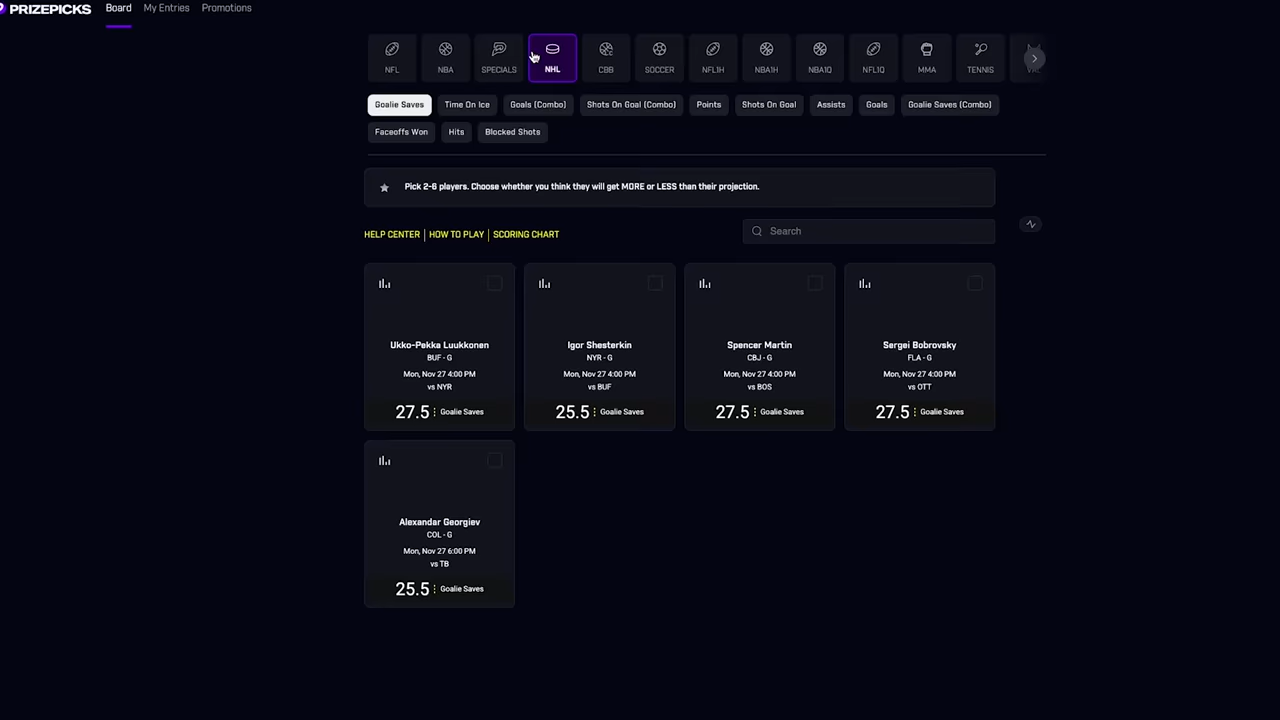 PRIZEPICKS Board My Entries Promotions
NFL NBA SPECIALS NHL CBB SOCCER NFL1H NBA1H NBA1Q NFL1Q MMA TENNIS
Goalie Saves Time On Ice Goals (Combo) Shots On Goal (Combo) Points Shots On Goal Assists Goals Goalie Saves (Combo)
Faceoffs Won Hits Blocked Shots
Pick 2-6 players. Choose whether you think they will get MORE or LESS than their projection.
HELP CENTER | HOW TO PLAY | SCORING CHART
Search
Ukko-Pekka Luukkonen
BUF - G
Mon, Nov 27 4:00 PM
vs NYR
27.5 Goalie Saves
Igor Shesterkin
NYR - G
Mon, Nov 27 4:00 PM
vs BUF
25.5 Goalie Saves
Spencer Martin
CBJ - G
Mon, Nov 27 4:00 PM
vs BOS
27.5 Goalie Saves
Sergei Bobrovsky
FLA - G
Mon, Nov 27 4:00 PM
vs OTT
27.5 Goalie Saves
Alexandar Georgiev
COL - G
Mon, Nov 27 6:00 PM
vs TB
25.5 Goalie Saves